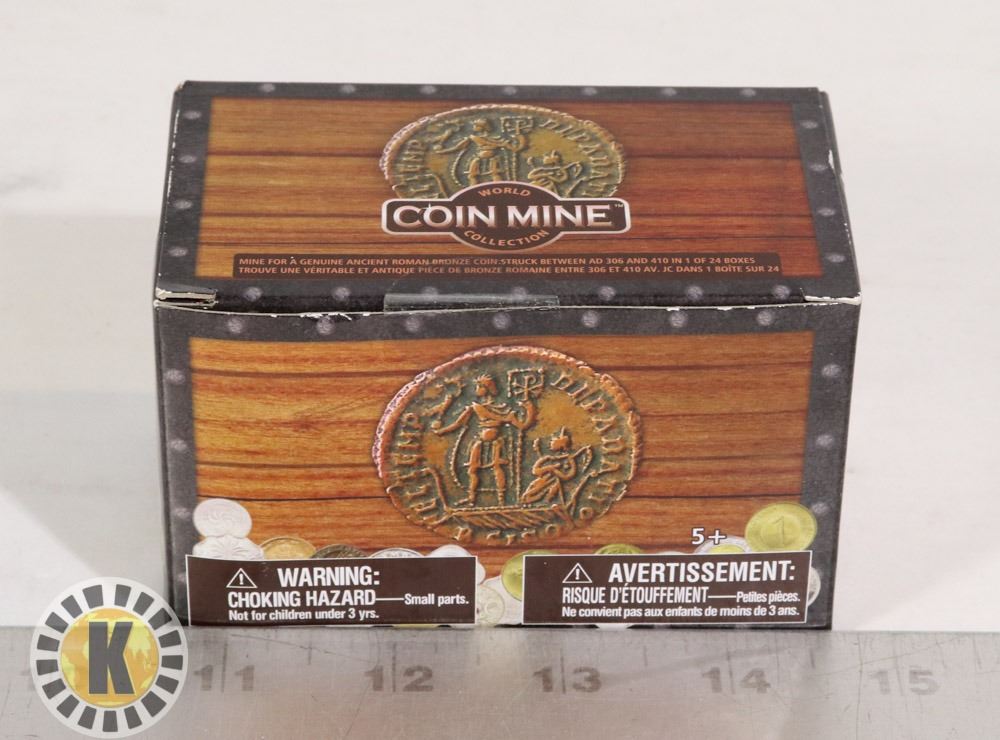 WORLD
COIN MINE™
COLLECTION
MINE FOR A GENUINE ANCIENT ROMAN BRONZE COIN STRUCK BETWEEN AD 306 AND 410 IN 1 OF 24 BOXES
TROUVE UNE VÉRITABLE ET ANTIQUE PIÈCE DE BRONZE ROMAINE ENTRE 306 ET 410 AV. JC DANS 1 BOÎTE SUR 24
5+
1
WARNING:
CHOKING HAZARD—Small parts.
Not for children under 3 yrs.
AVERTISSEMENT:
RISQUE D'ÉTOUFFEMENT—Petites pièces.
Ne convient pas aux enfants de moins de 3 ans.
K
11 12 13 14 15